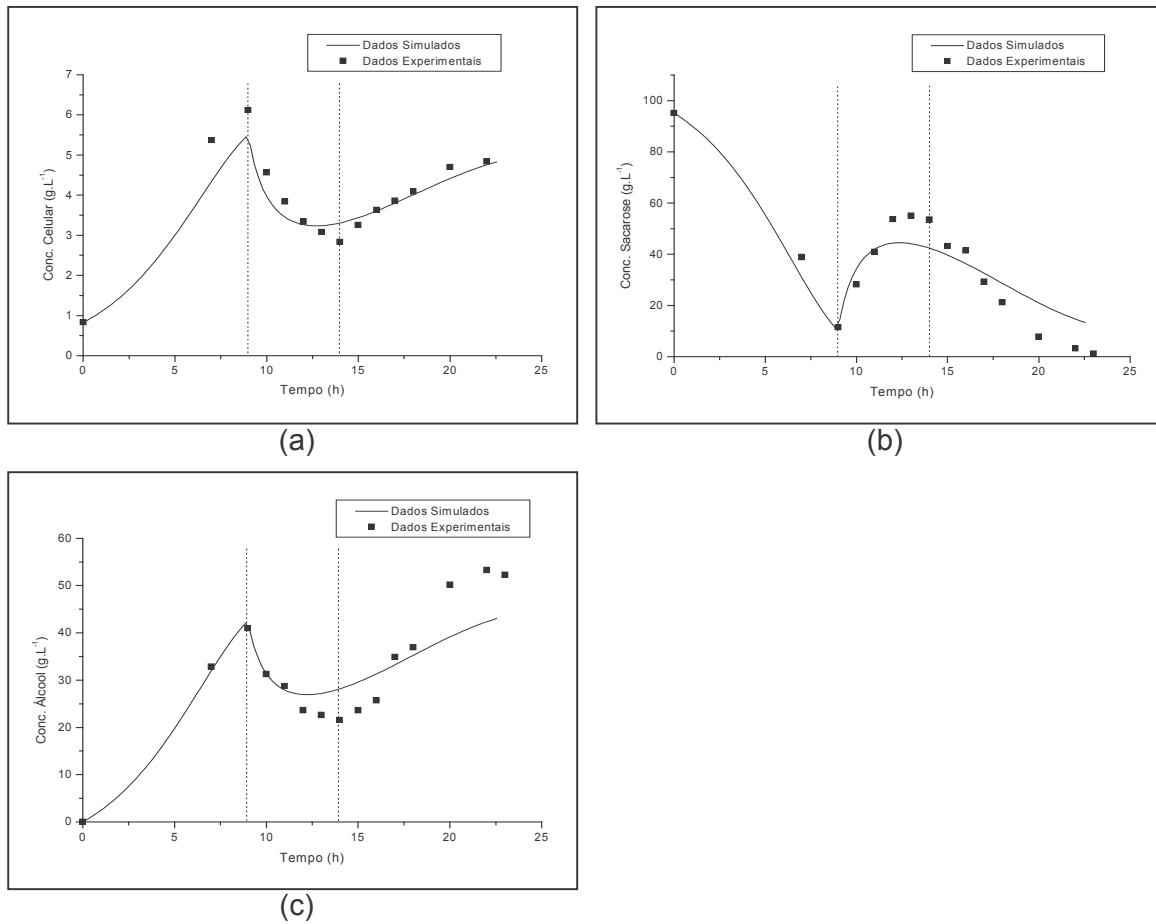 Dados Simulados
Dados Experimentais
7
6
5
4
3
2
1
0
Conc. Celular (g.L⁻¹)
0 5 10 15 20 25
Tempo (h)
(a)
Dados Simulados
Dados Experimentais
100
80
60
40
20
0
Conc. Sacarose (g.L⁻¹)
0 5 10 15 20 25
Tempo (h)
(b)
Dados Simulados
Dados Experimentais
60
50
40
30
20
10
0
Conc. Álcool (g.L⁻¹)
0 5 10 15 20 25
Tempo (h)
(c)